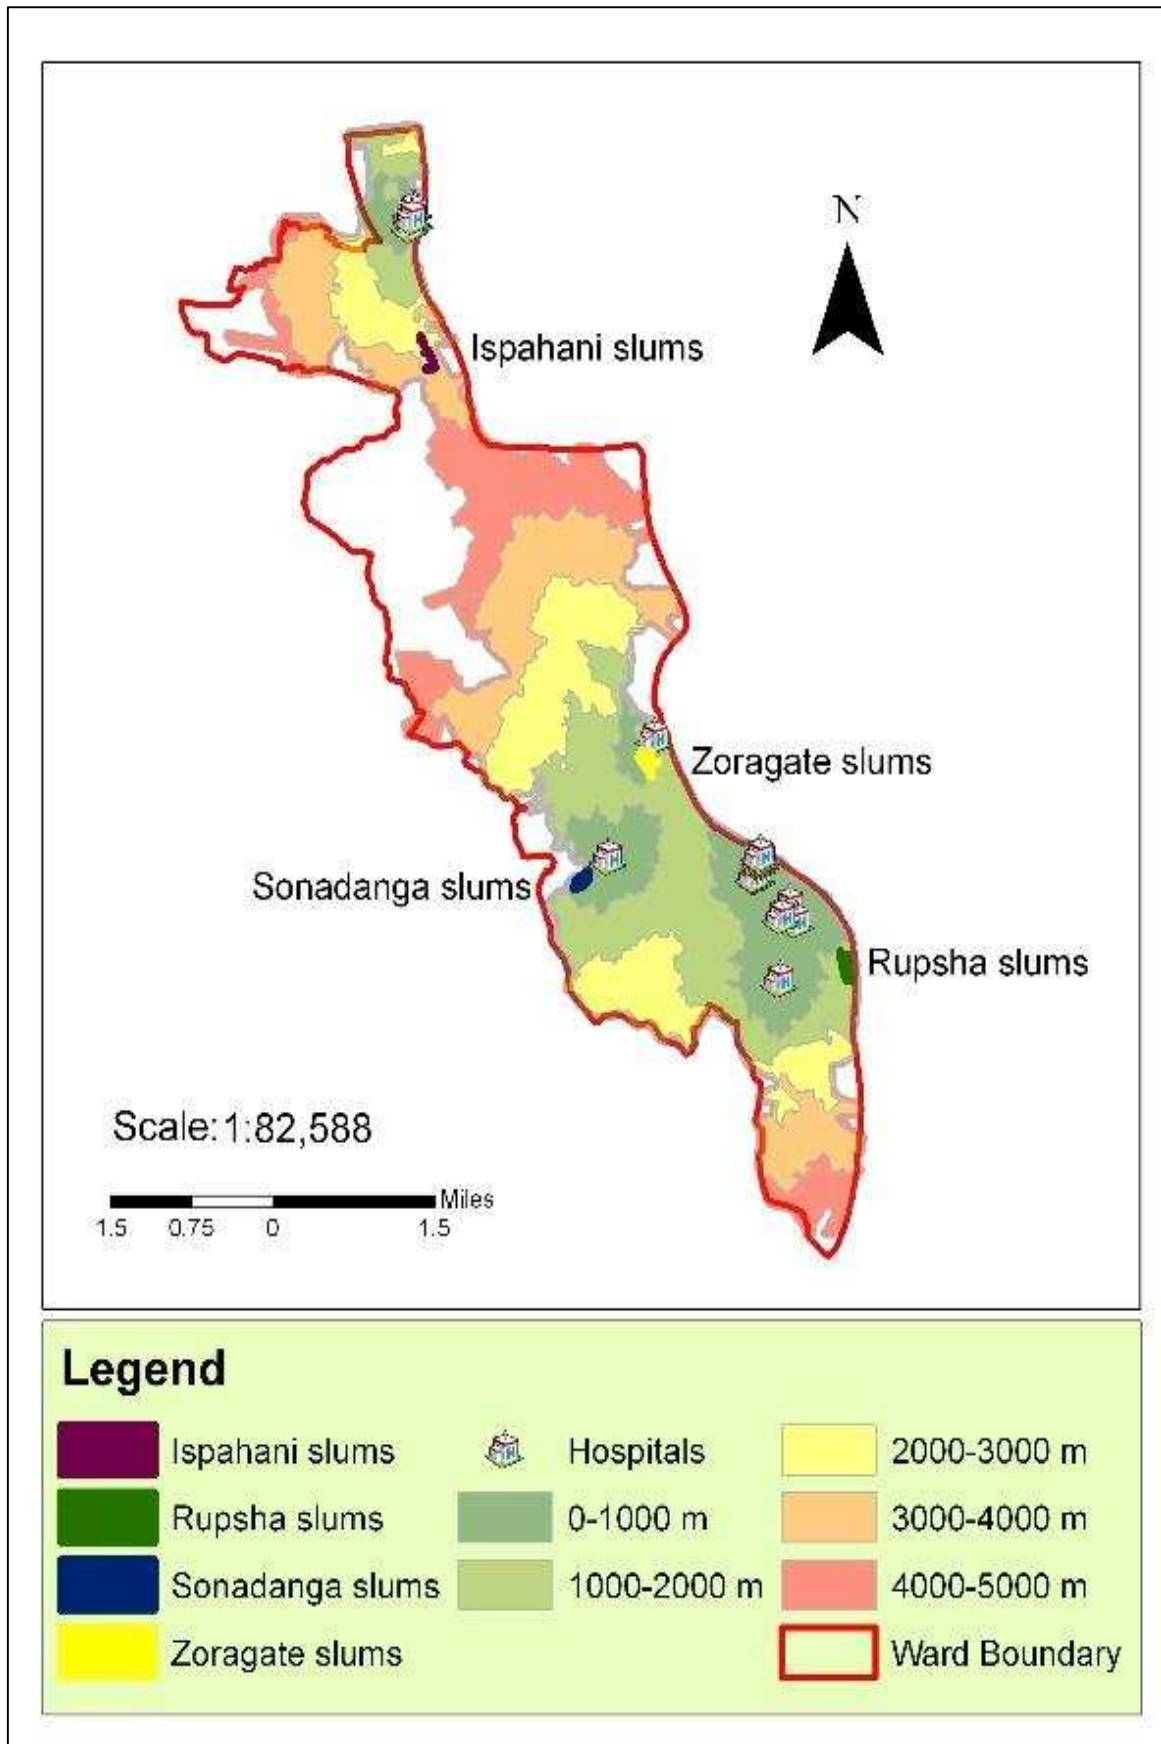 N
Ispahani slums
Zoragate slums
Sonadanga slums
Rupsha slums
Scale: 1:82,588
Miles
1.5 0.75 0 1.5
Legend
Ispahani slums
Rupsha slums
Sonadanga slums
Zoragate slums
Hospitals
0-1000 m
1000-2000 m
2000-3000 m
3000-4000 m
4000-5000 m
Ward Boundary